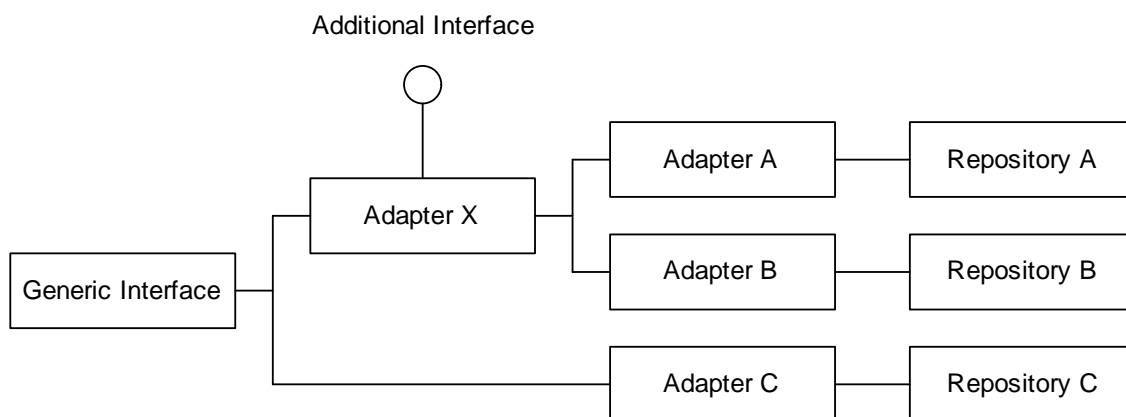 Additional Interface
Adapter A
Repository A
Adapter X
Adapter B
Repository B
Generic Interface
Adapter C
Repository C